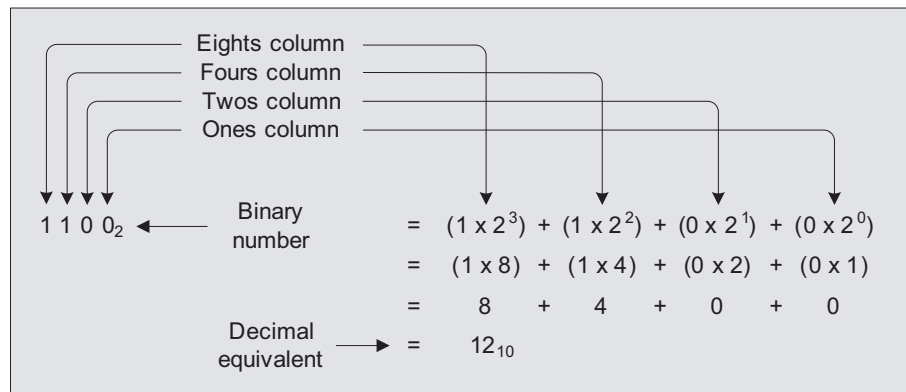 Eights column
Fours column
Twos column
Ones column
1 1 0 0₂ Binary number = (1 x 2³) + (1 x 2²) + (0 x 2¹) + (0 x 2⁰)
= (1 x 8) + (1 x 4) + (0 x 2) + (0 x 1)
= 8 + 4 + 0 + 0
Decimal equivalent = 12₁₀